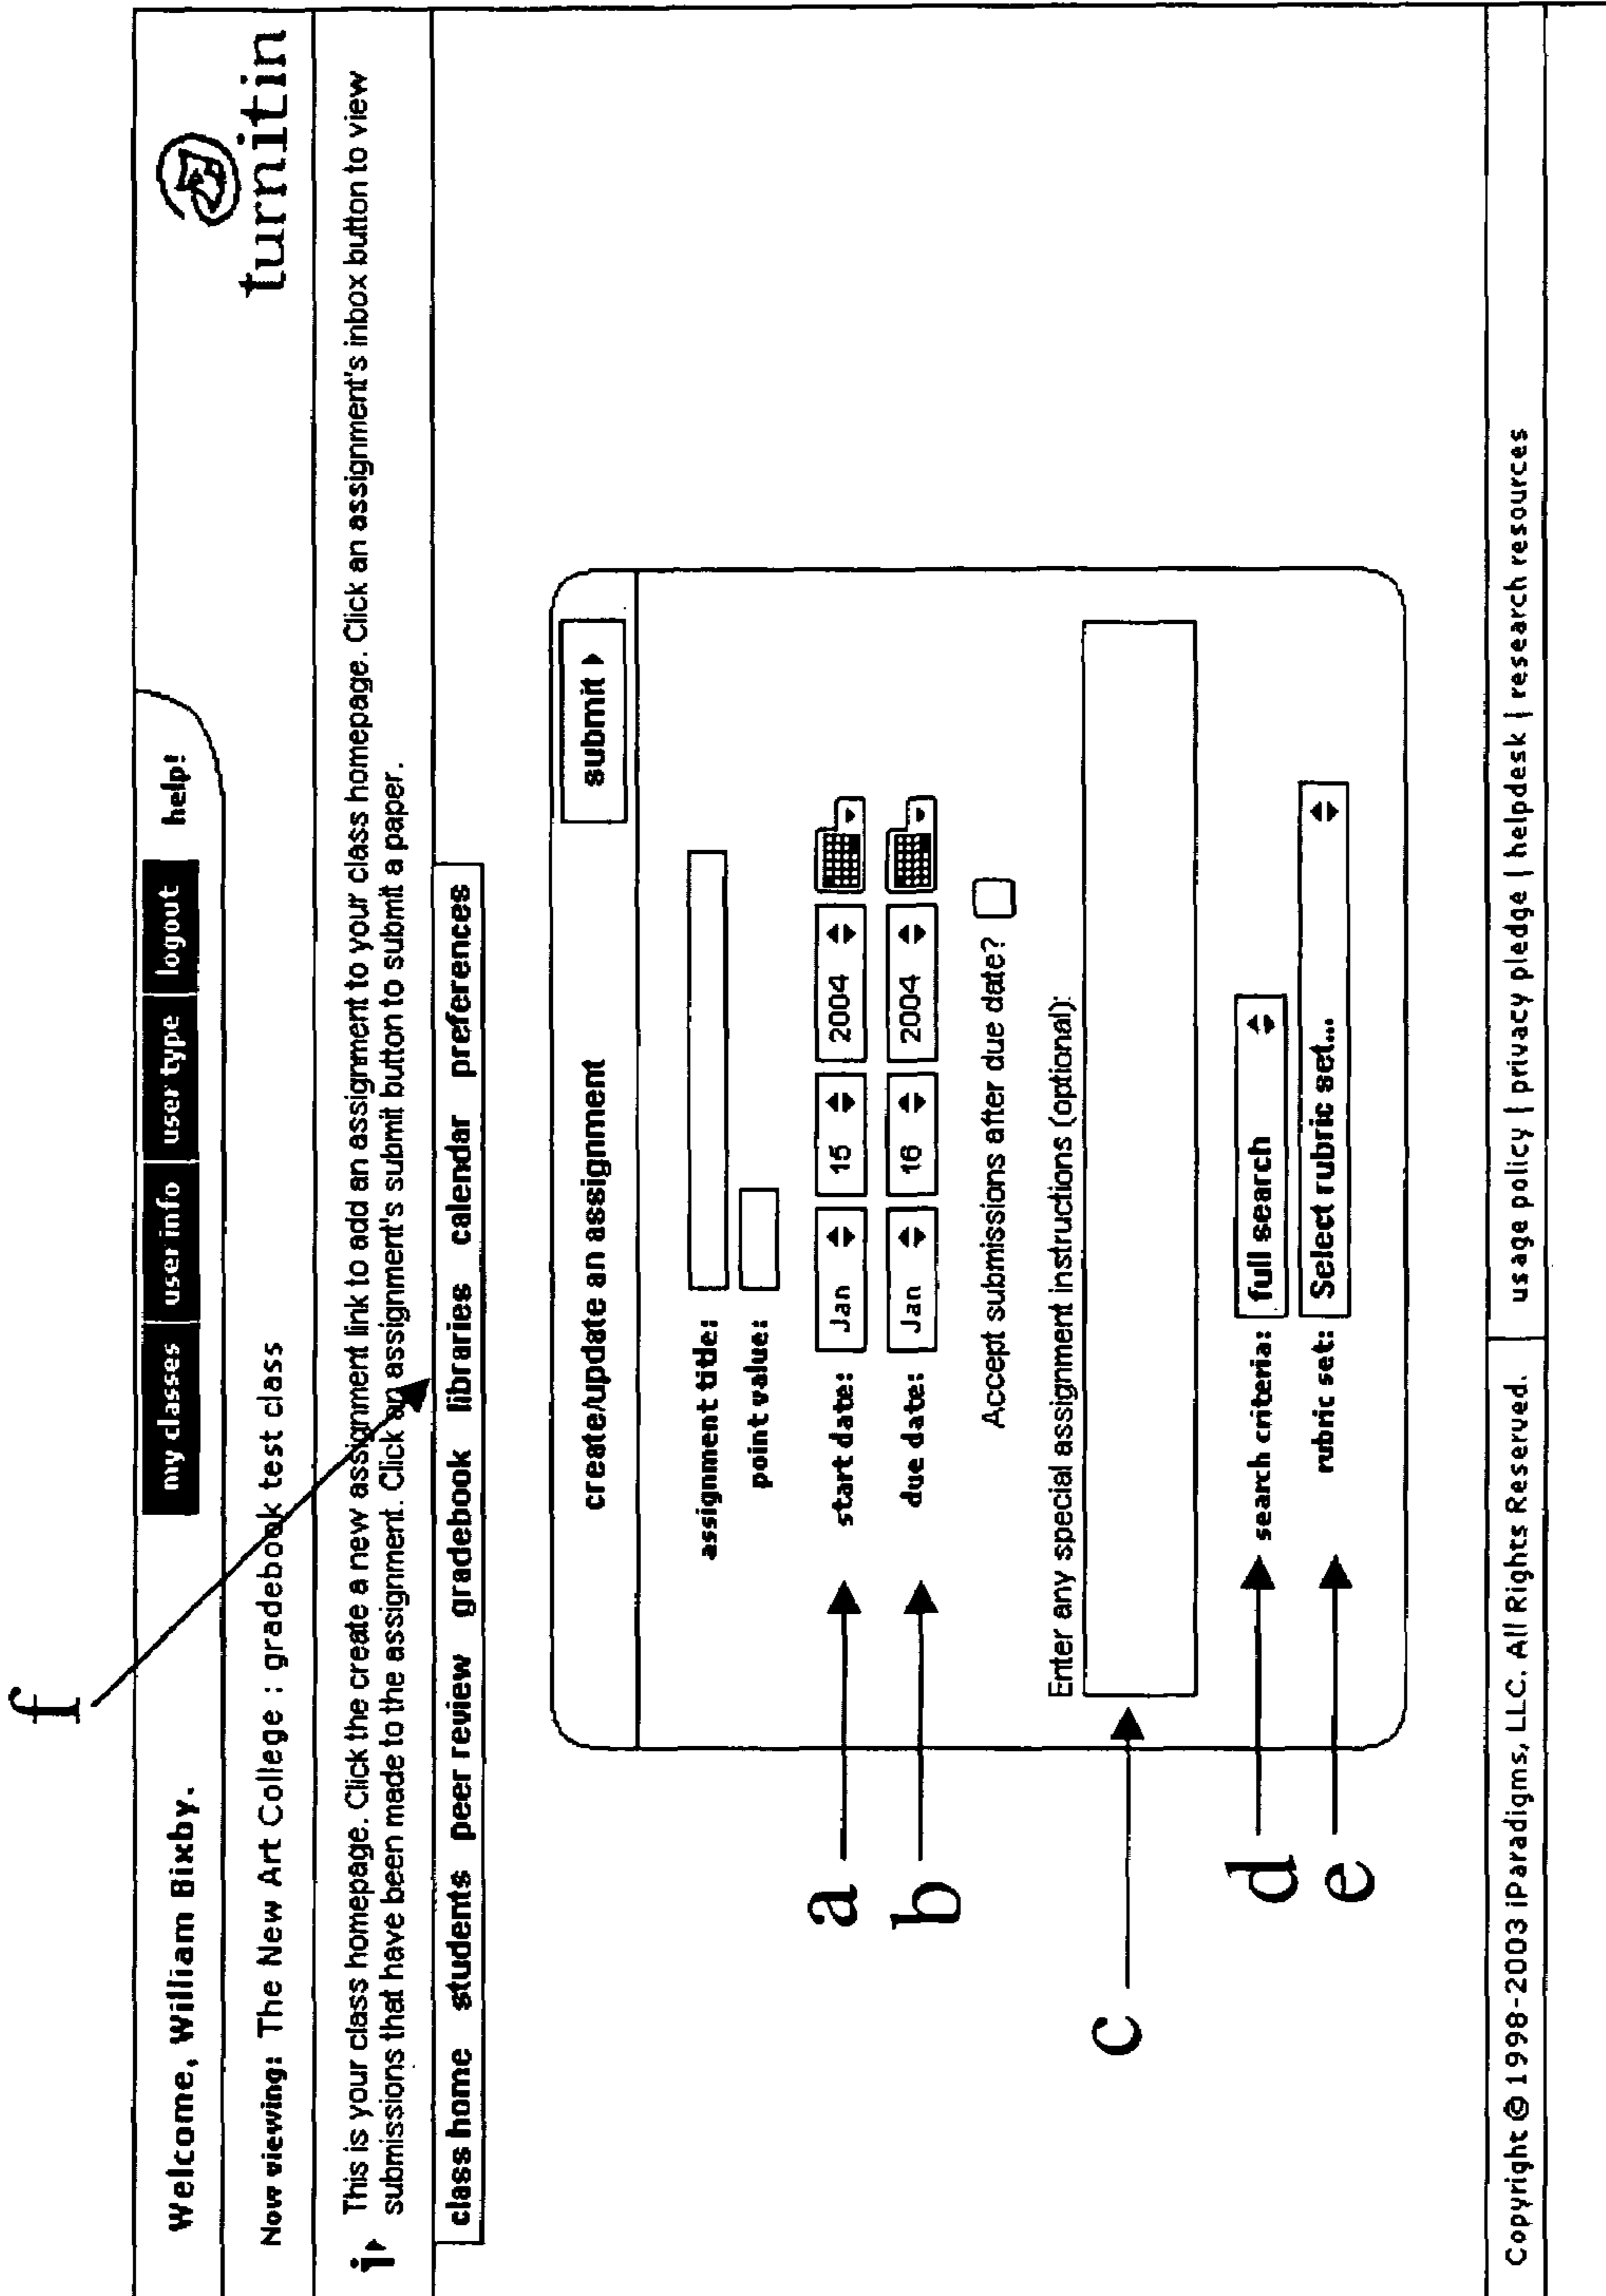 f
Welcome, William Bixby.
my classes user info user type logout help!
turnitin
Now viewing: The New Art College : gradebook test class
i This is your class homepage. Click the create a new assignment link to add an assignment to your class homepage. Click an assignment's inbox button to view
submissions that have been made to the assignment. Click an assignment's submit button to submit a paper.
class home students peer review gradebook libraries calendar preferences
create/update an assignment submit
assignment title:
point value:
a start date: Jan 15 2004
b due date: Jan 16 2004
Accept submissions after due date?
Enter any special assignment instructions (optional):
c
d search criteria: full search
e rubric set: Select rubric set...
Copyright © 1998-2003 iParadigms, LLC. All Rights Reserved. usage policy | privacy pledge | helpdesk | research resources